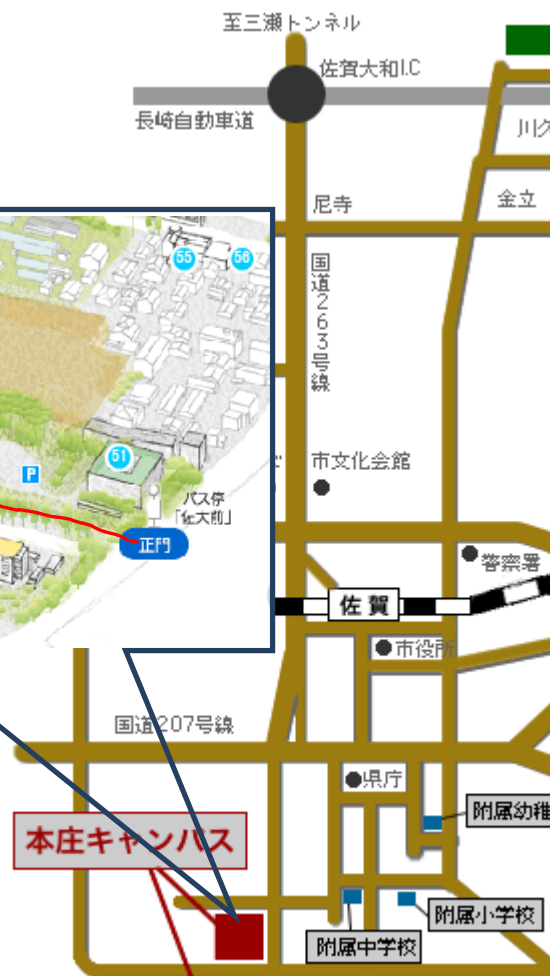 至三瀬トンネル
佐賀大和I.C
長崎自動車道
川久
金立
尼寺
国道263号線
55
56
51
P
バス停
「佐大前」
正門
市文化会館
警察署
佐賀
市役所
国道207号線
県庁
附属幼稚
本庄キャンパス
附属小学校
附属中学校